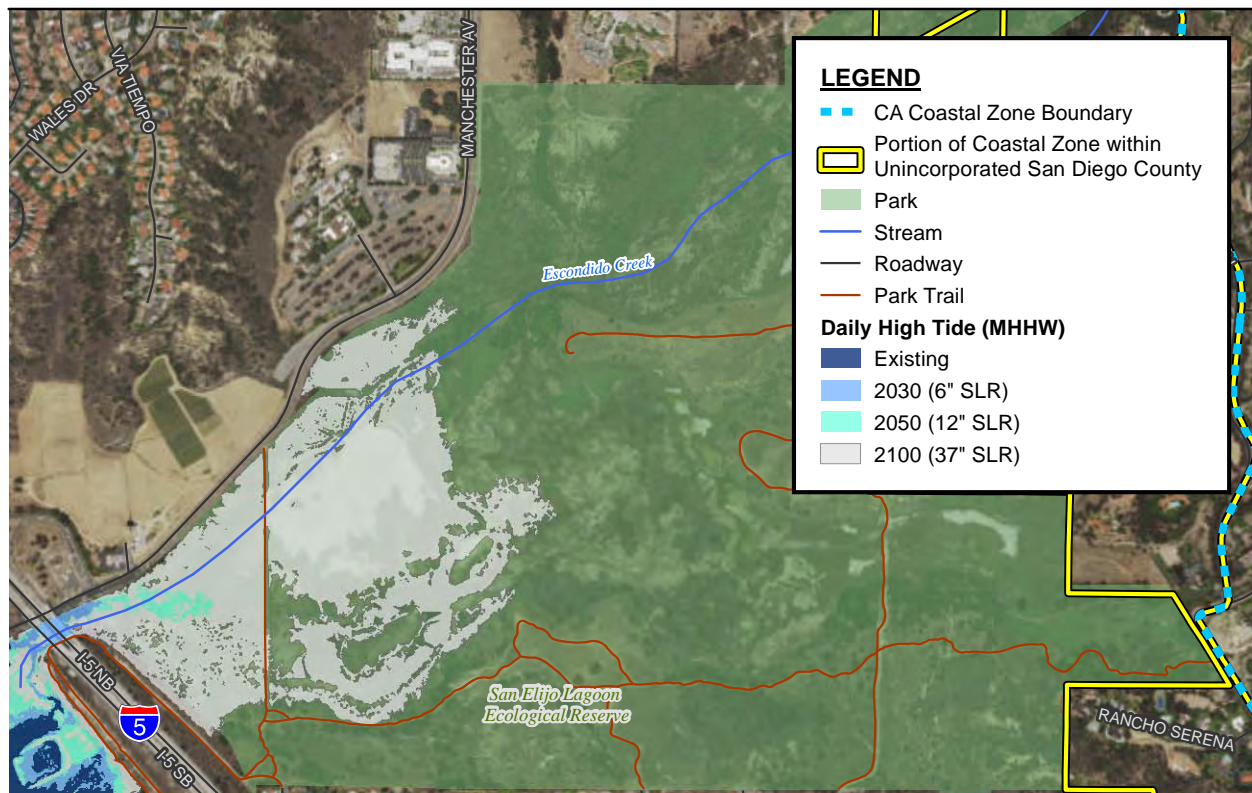 WALES DR
VIA TIEMPO
MANCHESTER AV
Escondido Creek
San Elijo Lagoon
Ecological Reserve
I-5 NB
5
I-5 SB
RANCHO SERENA
LEGEND
CA Coastal Zone Boundary
Portion of Coastal Zone within
Unincorporated San Diego County
Park
Stream
Roadway
Park Trail
Daily High Tide (MHHW)
Existing
2030 (6" SLR)
2050 (12" SLR)
2100 (37" SLR)